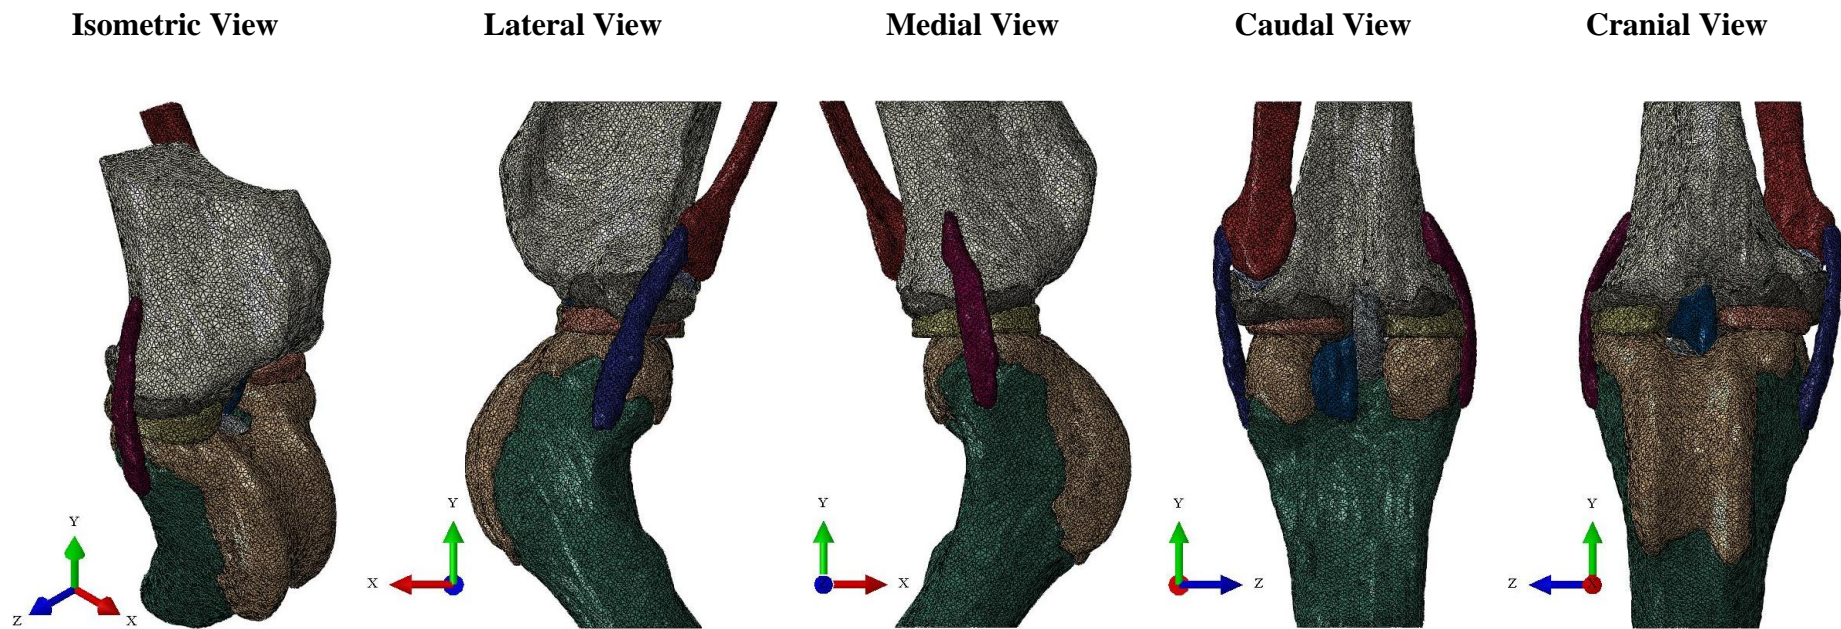 Isometric View
Lateral View
Medial View
Caudal View
Cranial View
Y
Z
X
Y
X
Y
X
Y
Z
Y
Z